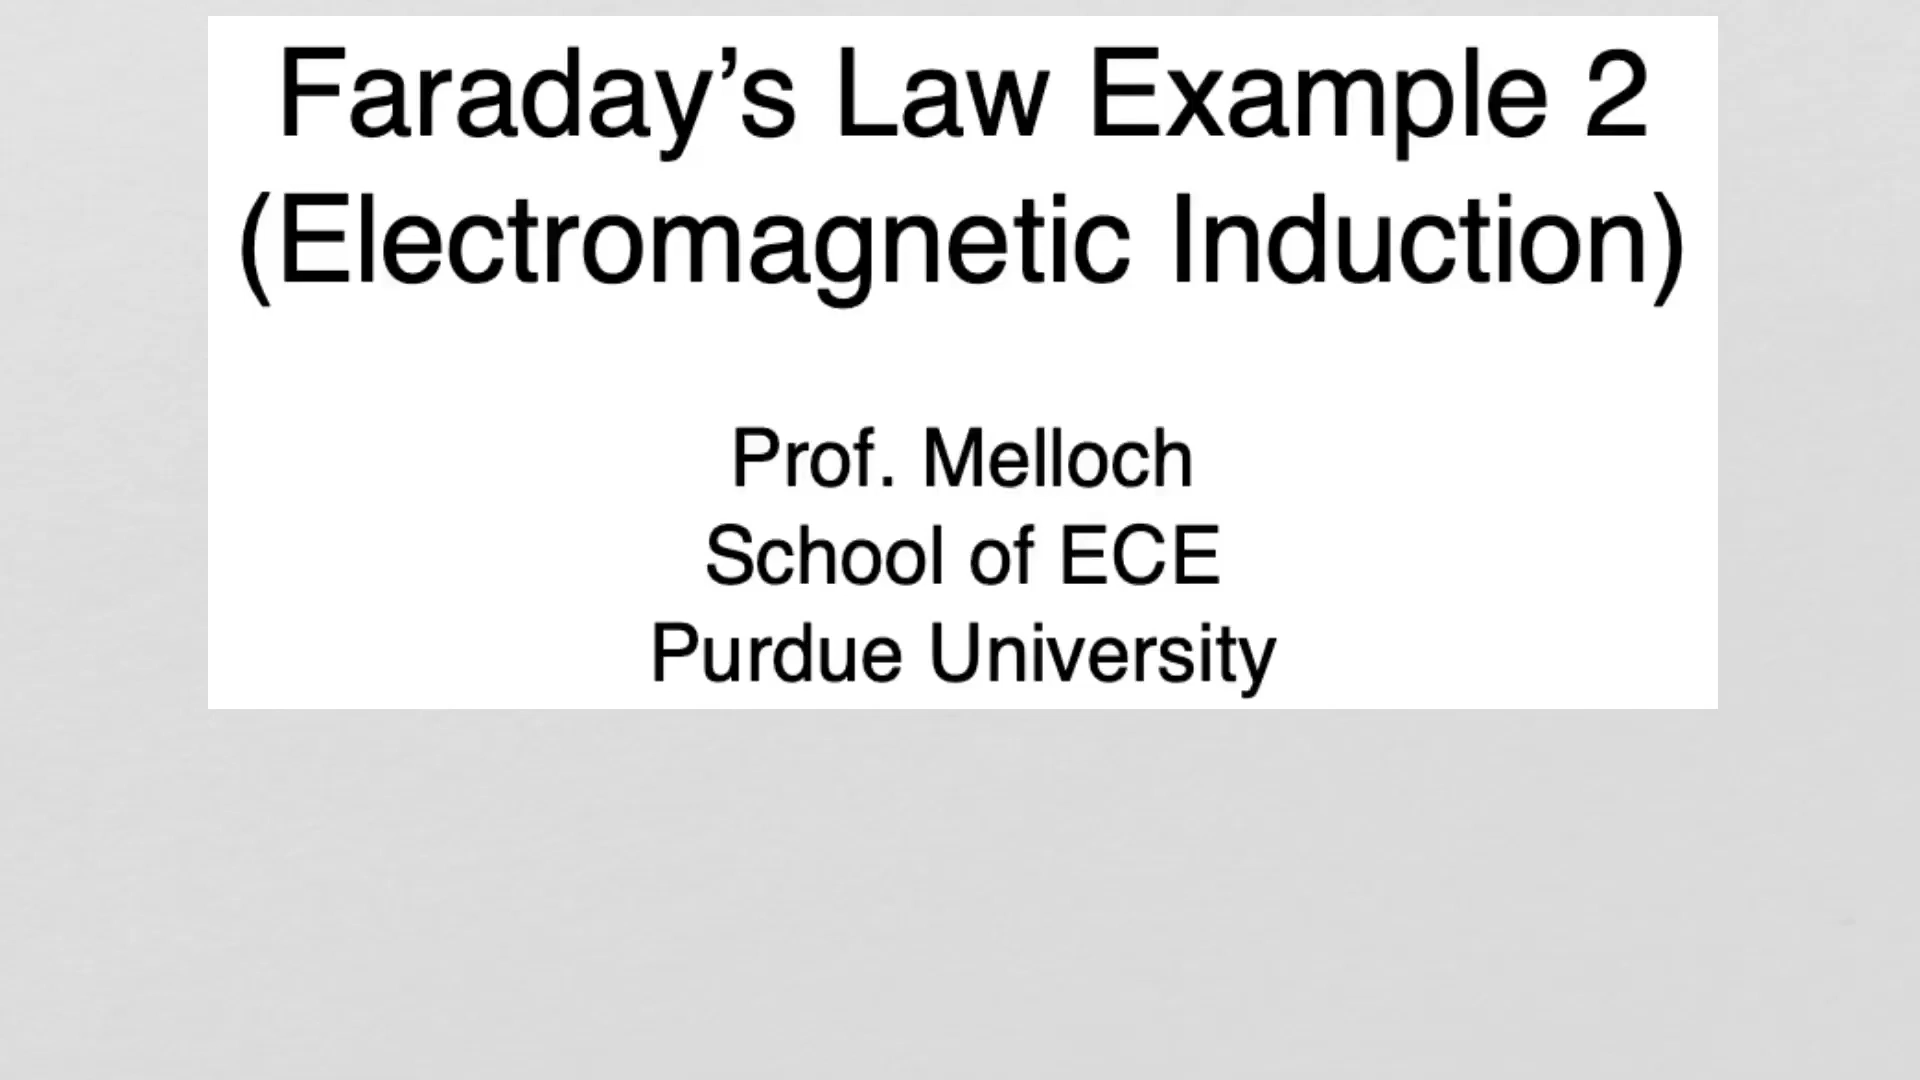 Faraday’s Law Example 2
(Electromagnetic Induction)
Prof. Melloch
School of ECE
Purdue University